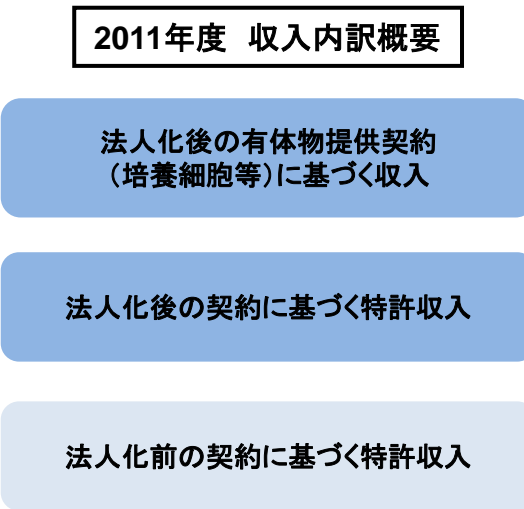 2011年度 収入内訳概要
法人化後の有体物提供契約
（培養細胞等）に基づく収入
法人化後の契約に基づく特許収入
法人化前の契約に基づく特許収入